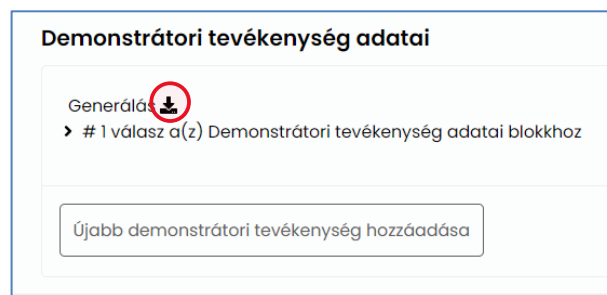 Demonstrátori tevékenység adatai
Generálás
# 1 válasz a(z) Demonstrátori tevékenység adatai blokkhoz
Újabb demonstrátori tevékenység hozzáadása